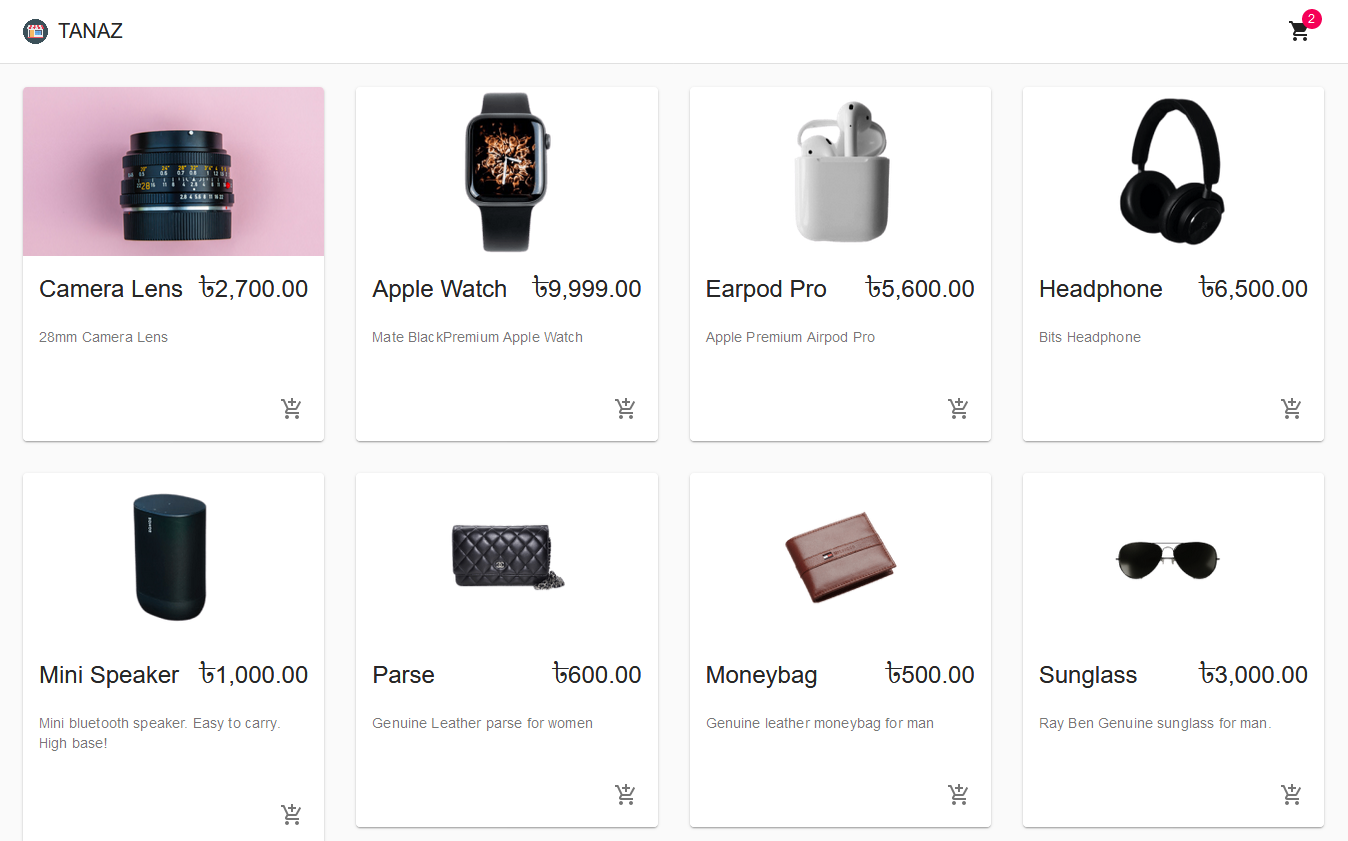 TANAZ
2
Camera Lens ৳2,700.00
28mm Camera Lens
Apple Watch ৳9,999.00
Mate BlackPremium Apple Watch
Earpod Pro ৳5,600.00
Apple Premium Airpod Pro
Headphone ৳6,500.00
Bits Headphone
SONOS
Mini Speaker ৳1,000.00
Mini bluetooth speaker. Easy to carry.
High base!
Parse ৳600.00
Genuine Leather parse for women
Moneybag ৳500.00
Genuine leather moneybag for man
Sunglass ৳3,000.00
Ray Ben Genuine sunglass for man.